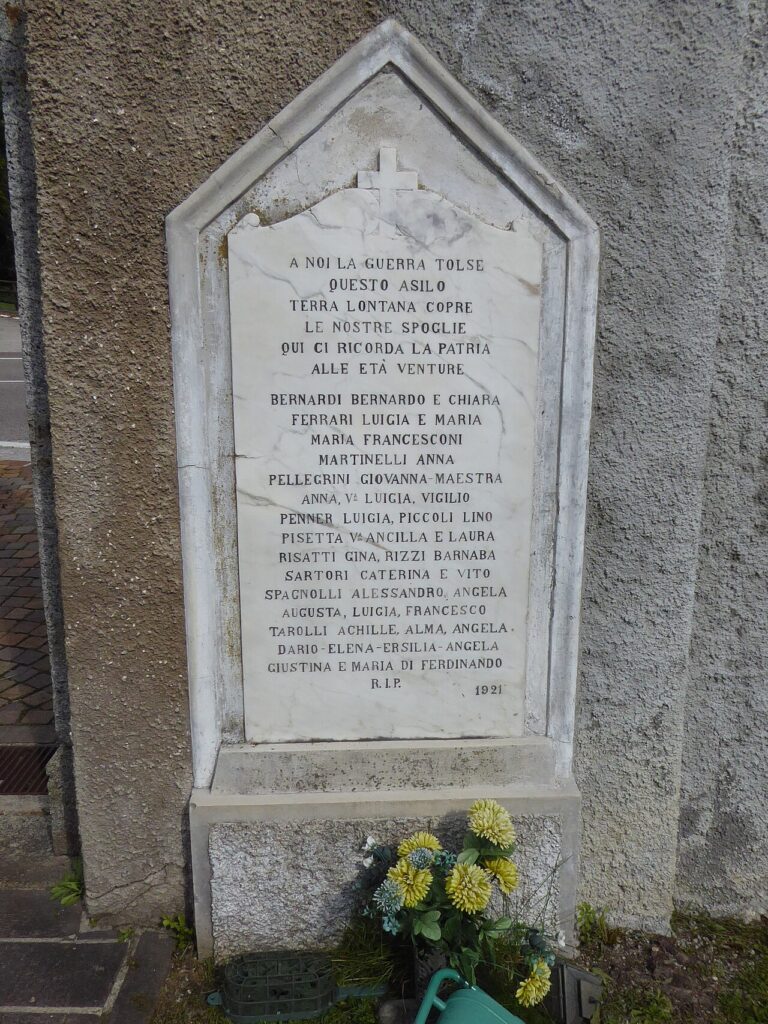 A NOI LA GUERRA TOLSE
QUESTO ASILO
TERRA LONTANA COPRE
LE NOSTRE SPOGLIE
QUI CI RICORDA LA PATRIA
ALLE ETÀ VENTURE
BERNARDI BERNARDO E CHIARA
FERRARI LUIGIA E MARIA
MARIA FRANCESCONI
MARTINELLI ANNA
PELLEGRINI GIOVANNA-MAESTRA
ANNA, Vª LUIGIA, VIGILIO
PENNER LUIGIA, PICCOLI LINO
PISETTA Vª ANCILLA E LAURA
RISATTI GINA, RIZZI BARNABA
SARTORI CATERINA E VITO
SPAGNOLLI ALESSANDRO, ANGELA
AUGUSTA, LUIGIA, FRANCESCO
TAROLLI ACHILLE, ALMA, ANGELA
DARIO-ELENA-ERSILIA-ANGELA
GIUSTINA E MARIA DI FERDINANDO
R.I.P.
1921